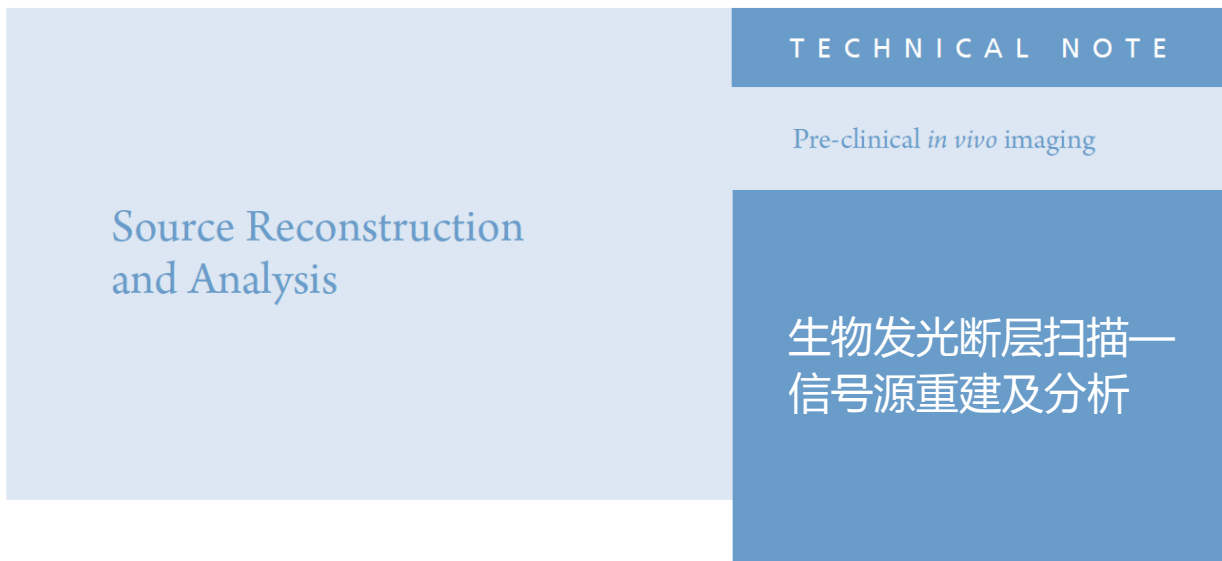 TECHNICAL NOTE
Pre-clinical in vivo imaging
Source Reconstruction
and Analysis
生物发光断层扫描—
信号源重建及分析